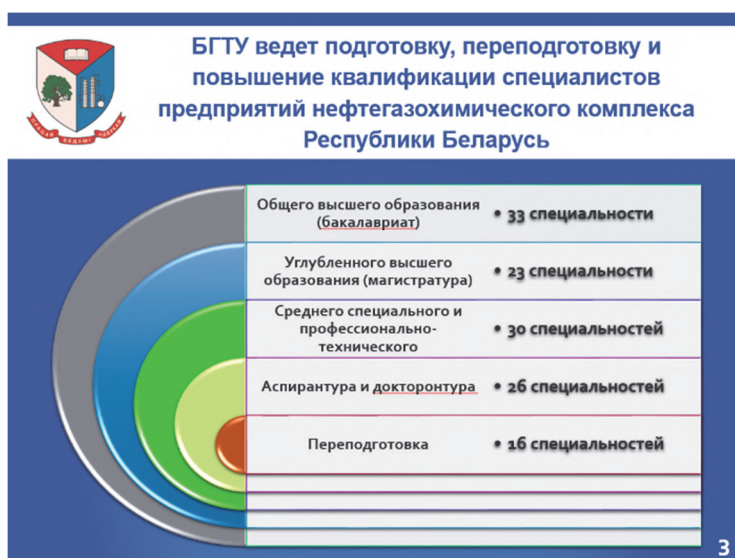 БГТУ ведет подготовку, переподготовку и
повышение квалификации специалистов
предприятий нефтегазохимического комплекса
Республики Беларусь
Общего высшего образования
(бакалавриат)
• 33 специальности
Углубленного высшего
образования (магистратура)
• 23 специальности
Среднего специального и
профессионально-
технического
• 30 специальностей
Аспирантура и докторонтура
• 26 специальностей
Переподготовка
• 16 специальностей
3